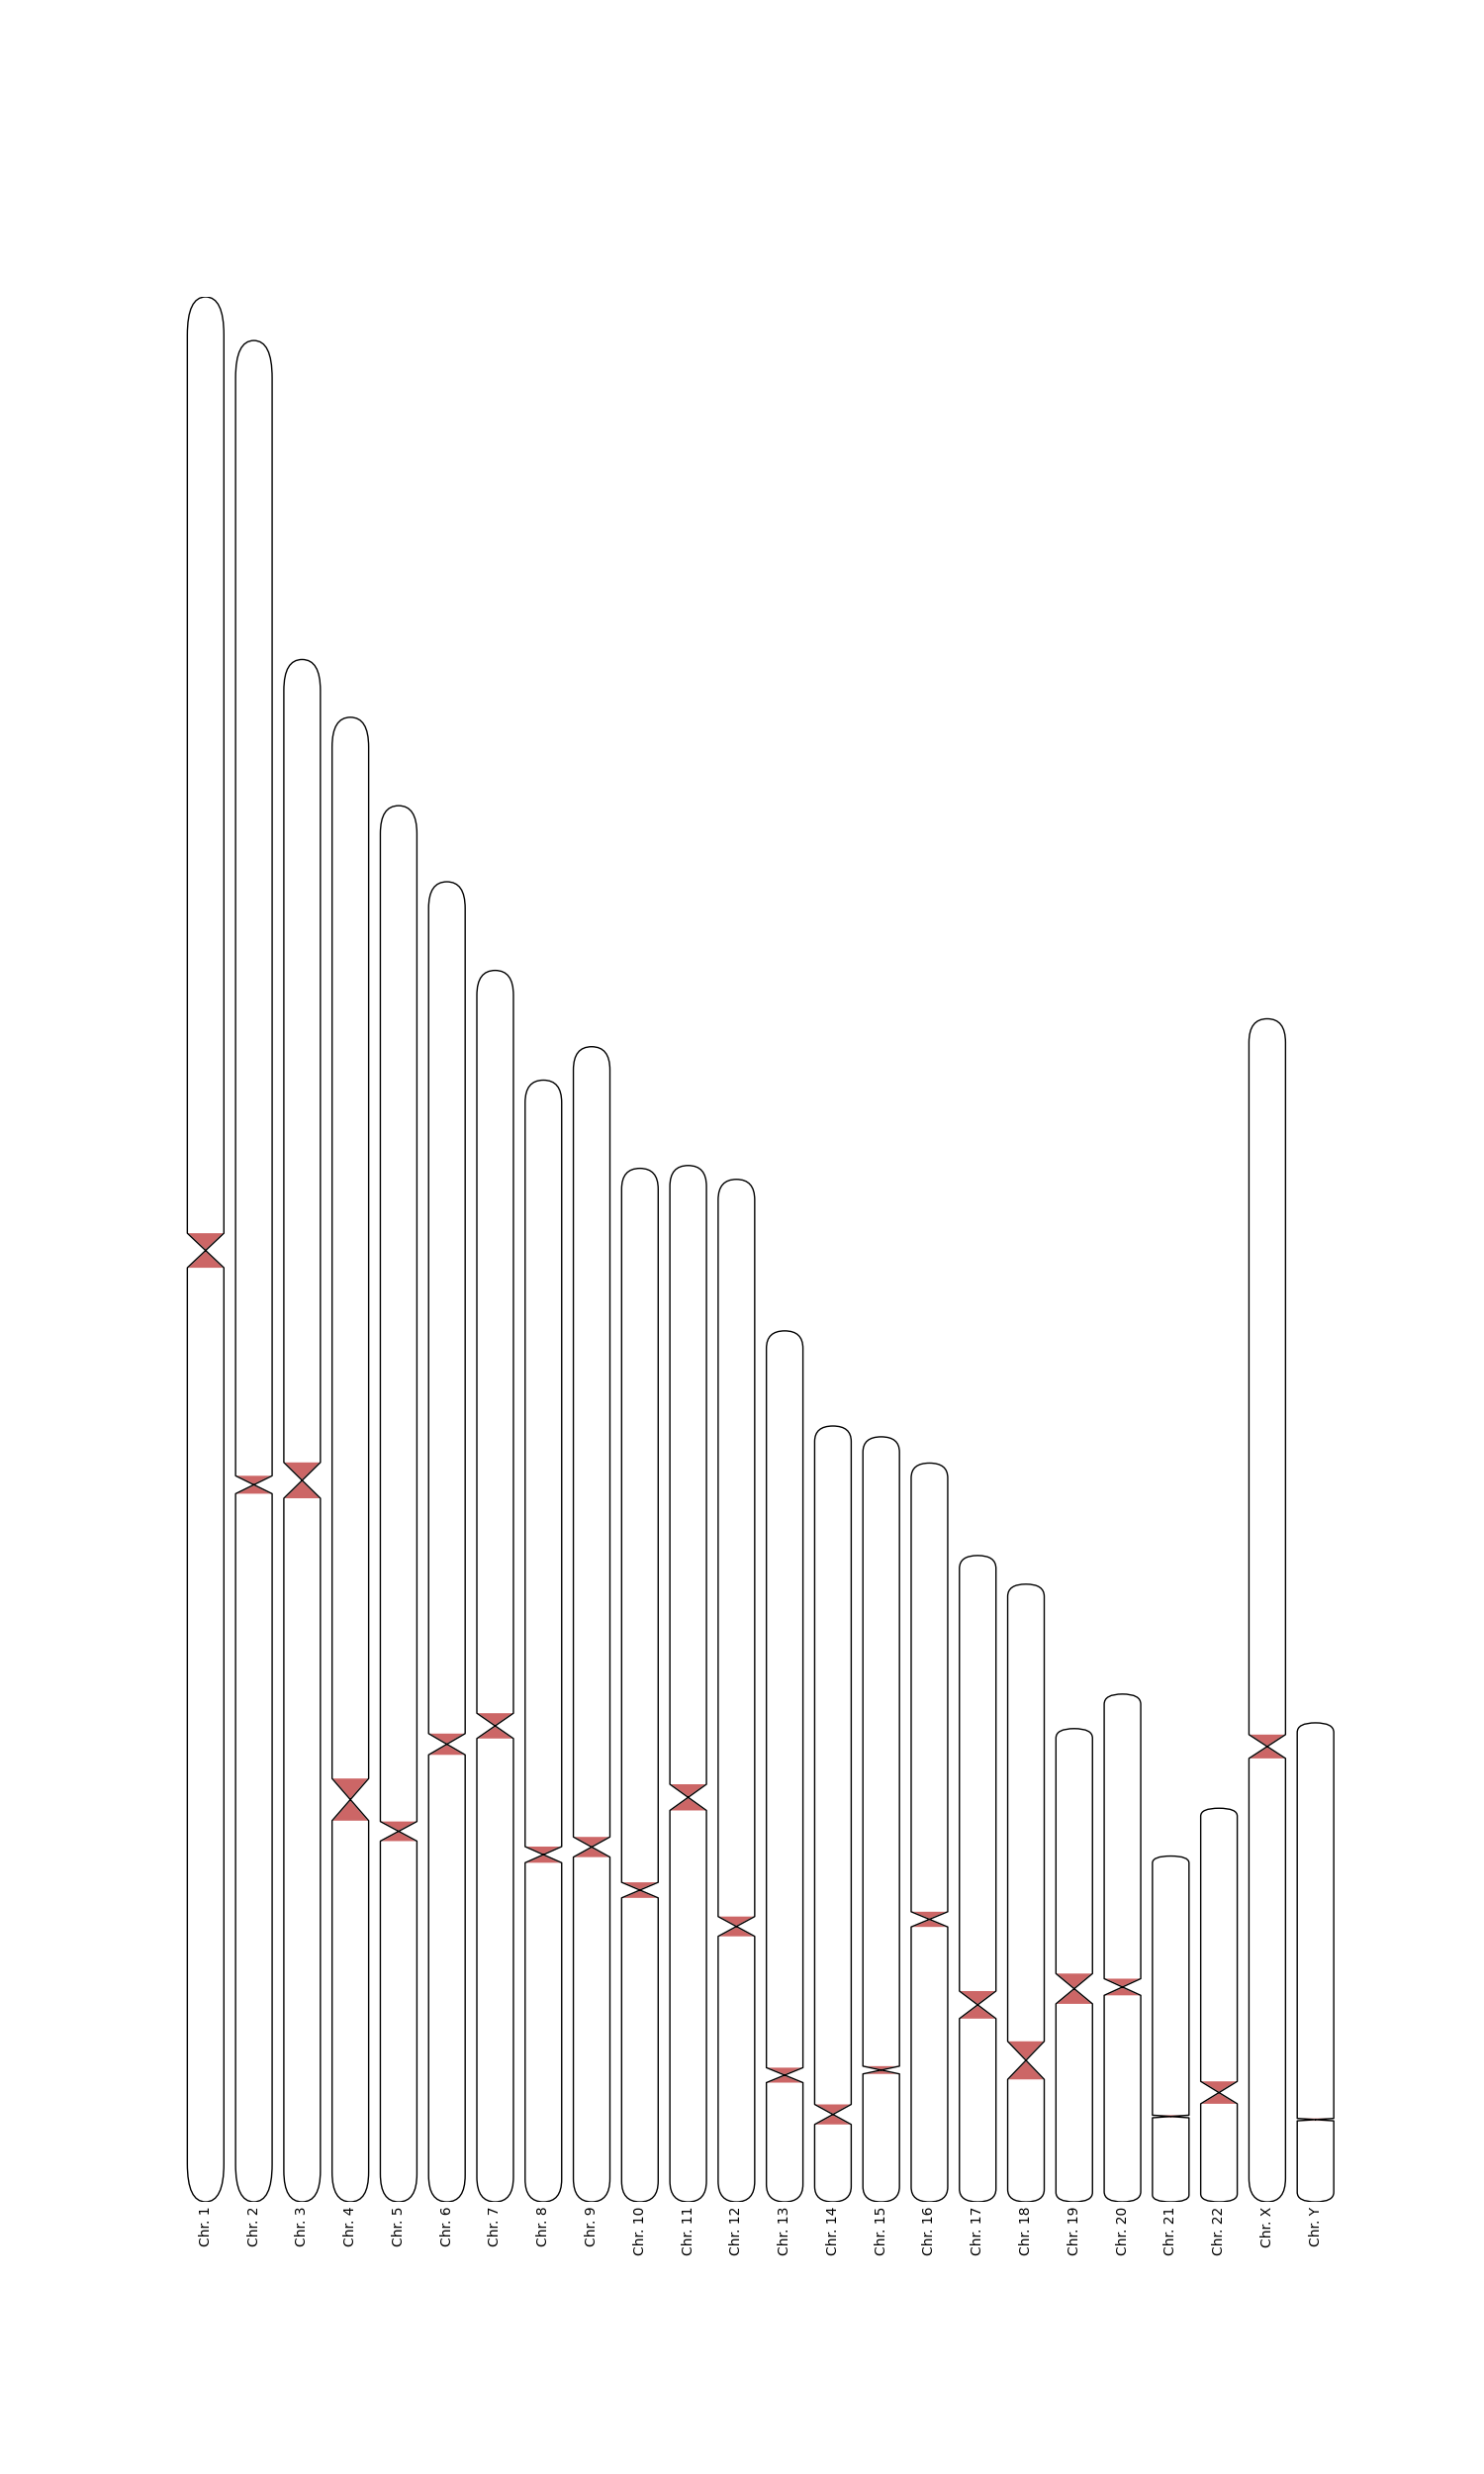 Chr. 1
Chr. 2
Chr. 3
Chr. 4
Chr. 5
Chr. 6
Chr. 7
Chr. 8
Chr. 9
Chr. 10
Chr. 11
Chr. 12
Chr. 13
Chr. 14
Chr. 15
Chr. 16
Chr. 17
Chr. 18
Chr. 19
Chr. 20
Chr. 21
Chr. 22
Chr. X
Chr. Y